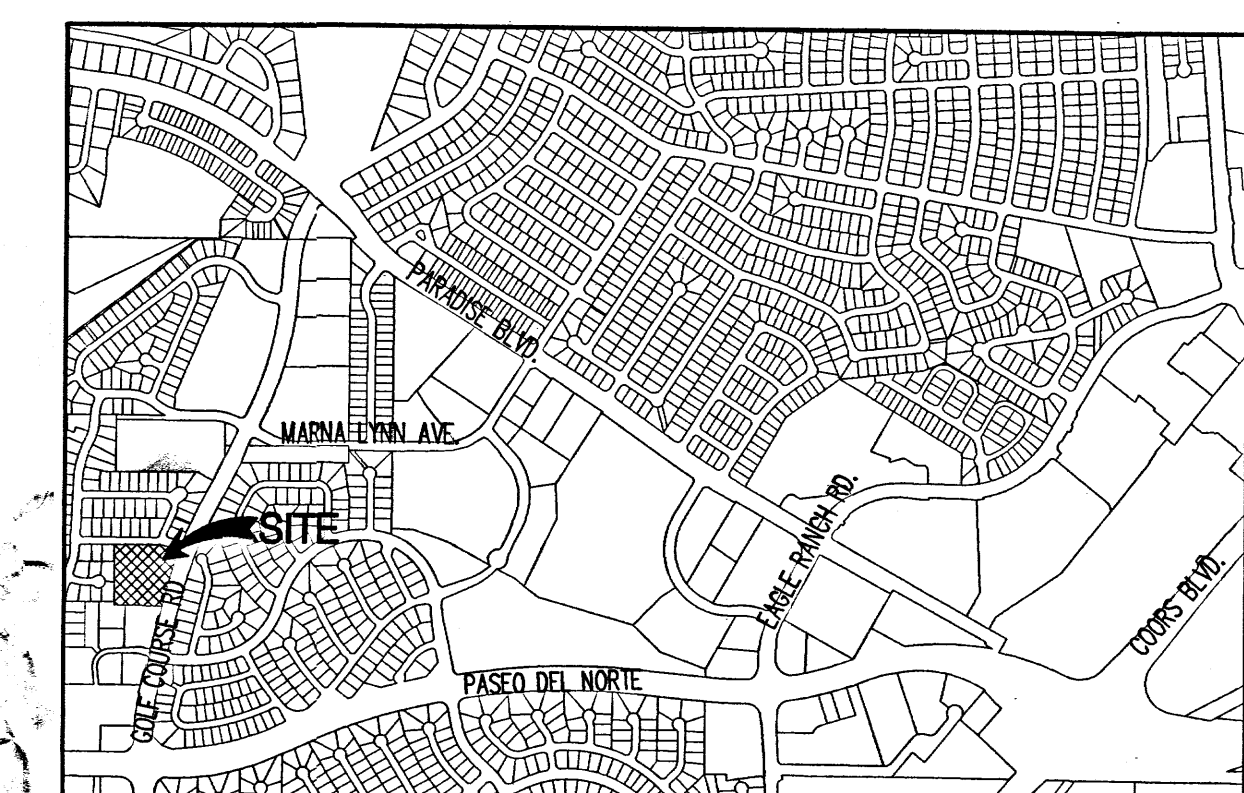 PARADISE BLVD.
MARNA LYNN AVE.
SITE
EAGLE RANCH RD.
COORS BLVD.
GOLF COURSE RD
PASEO DEL NORTE